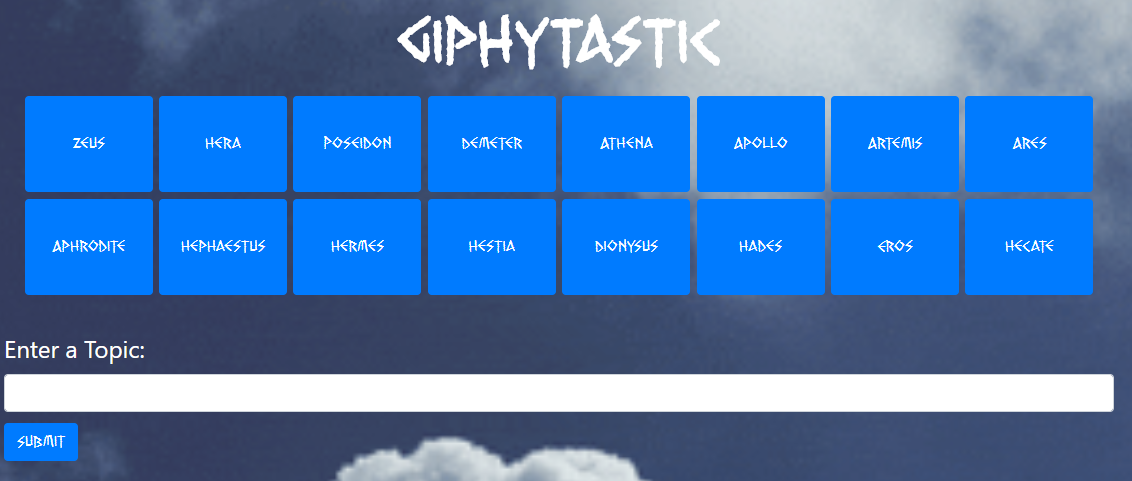 GIPHYTASTIC
ZEUS HERA POSEIDON DEMETER ATHENA APOLLO ARTEMIS ARES
APHRODITE HEPHAESTUS HERMES HESTIA DIONYSUS HADES EROS HECATE
Enter a Topic:
SUBMIT